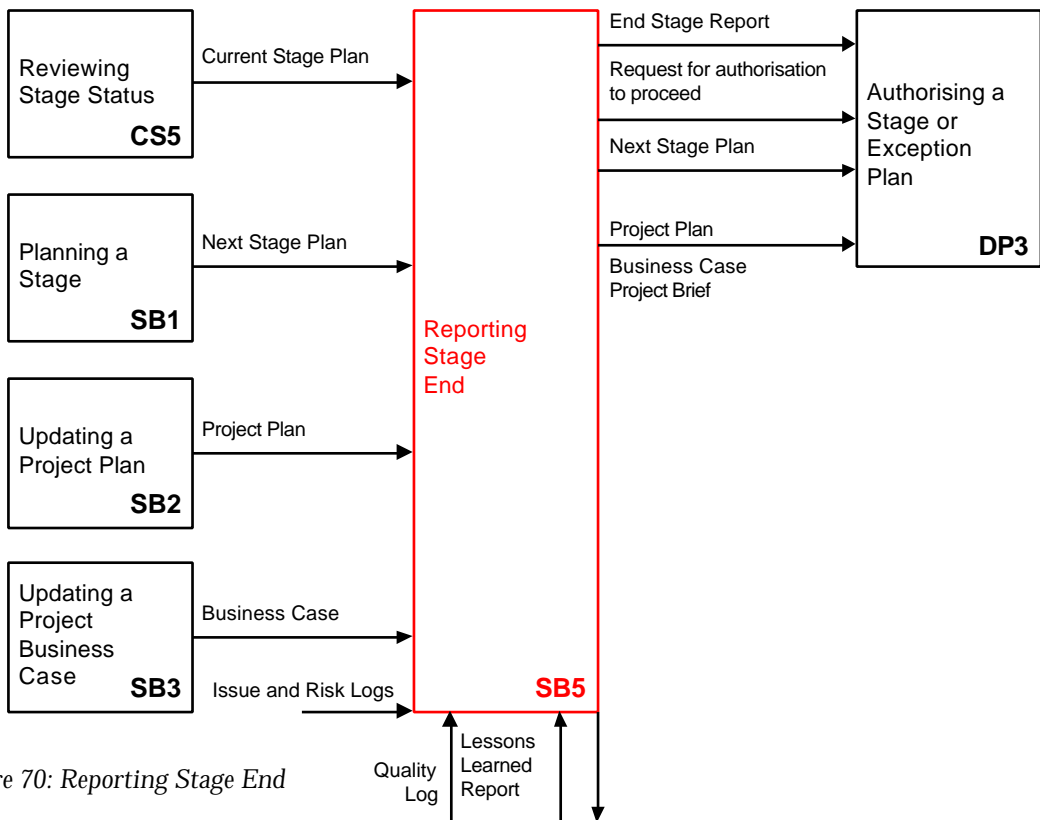 Reviewing
Stage Status
CS5
Current Stage Plan
Planning a
Stage
SB1
Next Stage Plan
Updating a
Project Plan
SB2
Project Plan
Updating a
Project
Business
Case
SB3
Business Case
Issue and Risk Logs
Reporting
Stage
End
SB5
End Stage Report
Request for authorisation
to proceed
Next Stage Plan
Project Plan
Business Case
Project Brief
Authorising a
Stage or
Exception
Plan
DP3
Quality
Log
Lessons
Learned
Report
re 70: Reporting Stage End